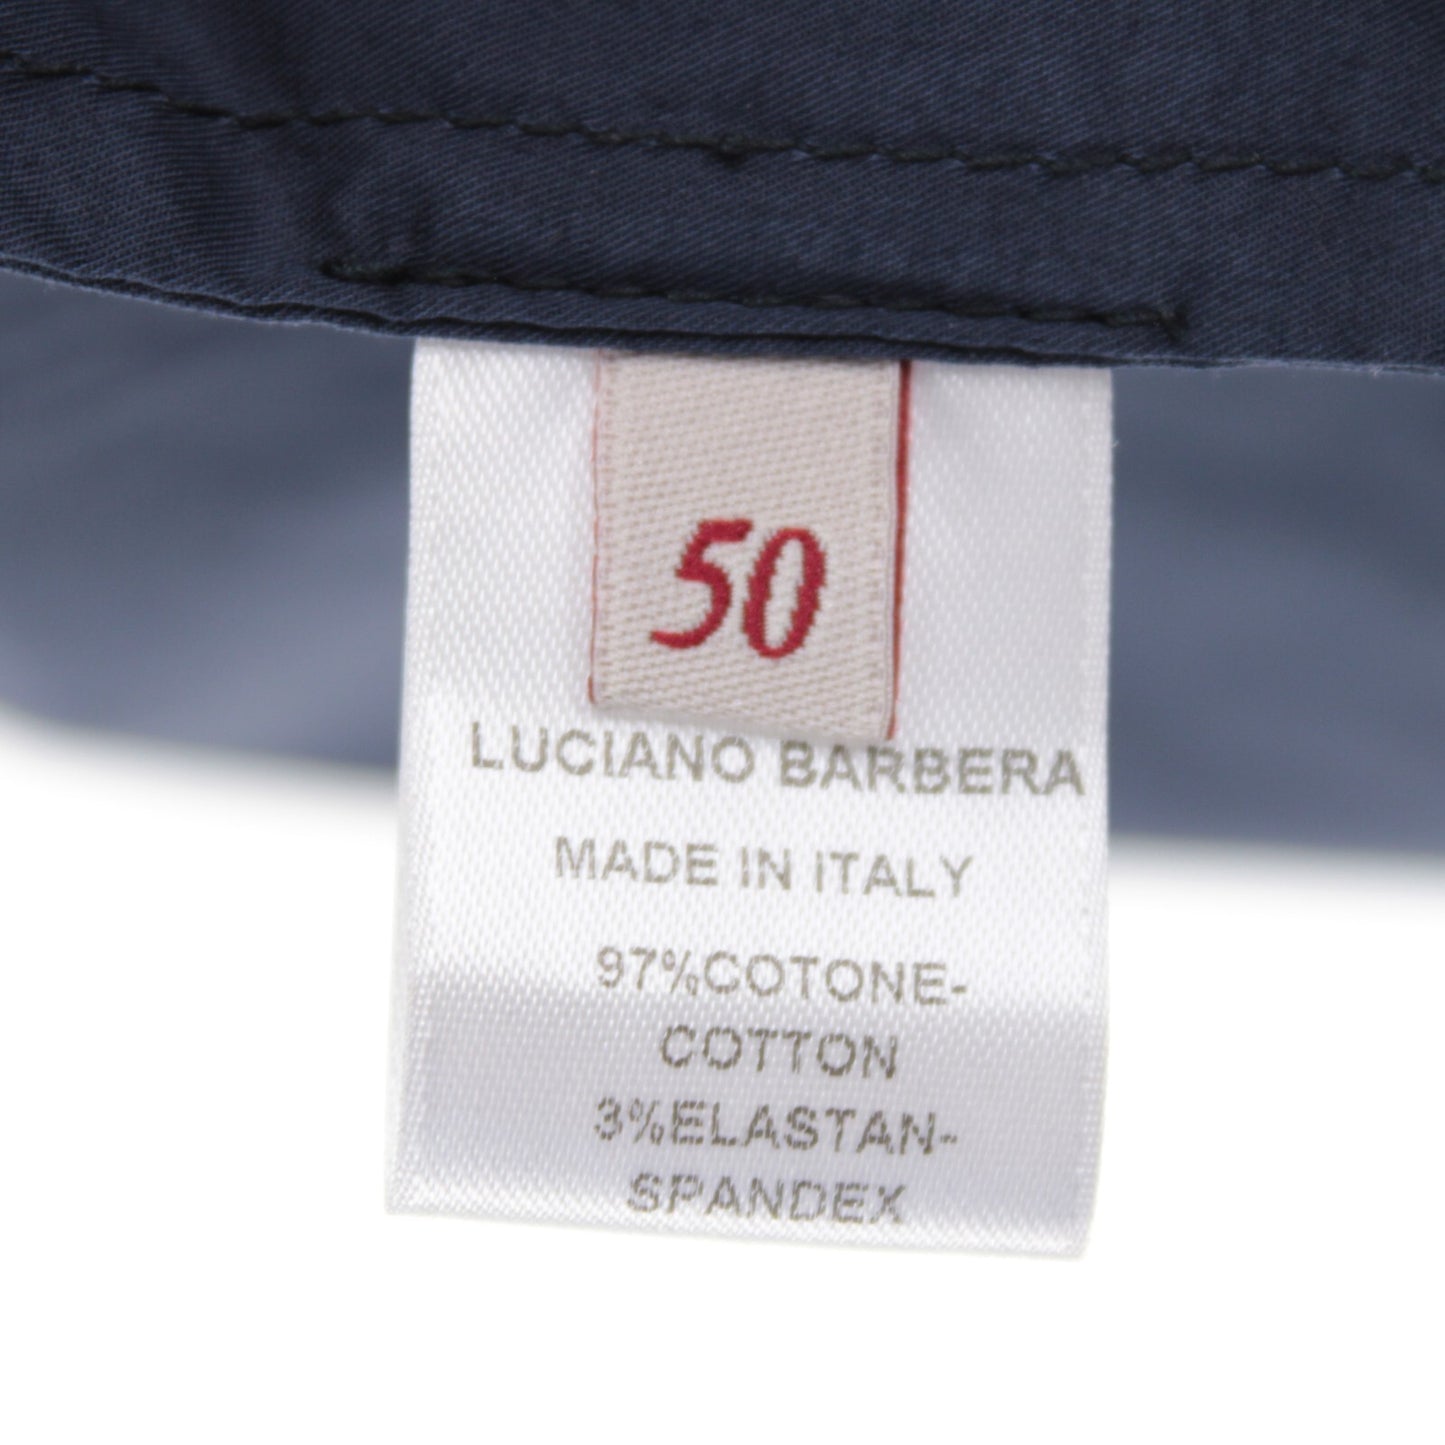 50
LUCIANO BARBERA
MADE IN ITALY
97%COTONE-
COTTON
3%ELASTAN-
SPANDEX